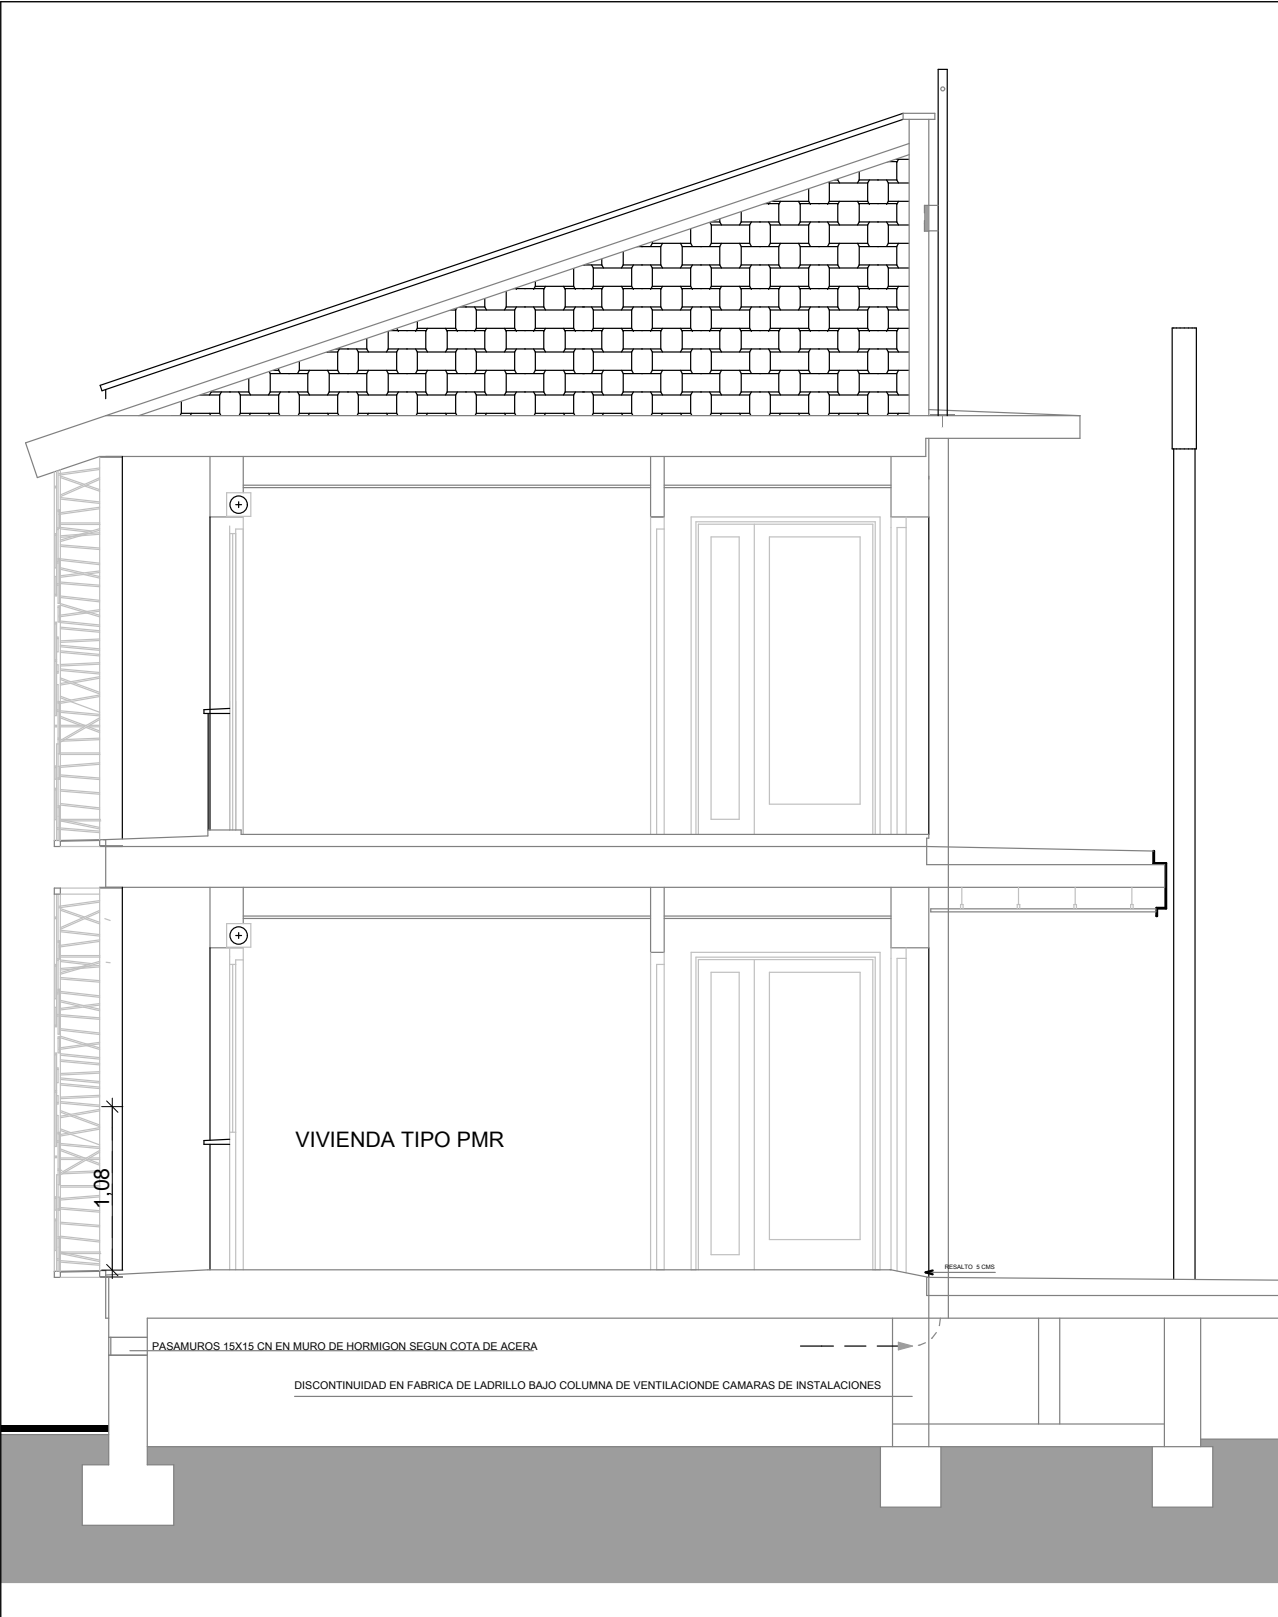 VIVIENDA TIPO PMR
1,08
RESALTO 5 CMS
PASAMUROS 15X15 CN EN MURO DE HORMIGON SEGUN COTA DE ACERA
DISCONTINUIDAD EN FABRICA DE LADRILLO BAJO COLUMNA DE VENTILACIONDE CAMARAS DE INSTALACIONES